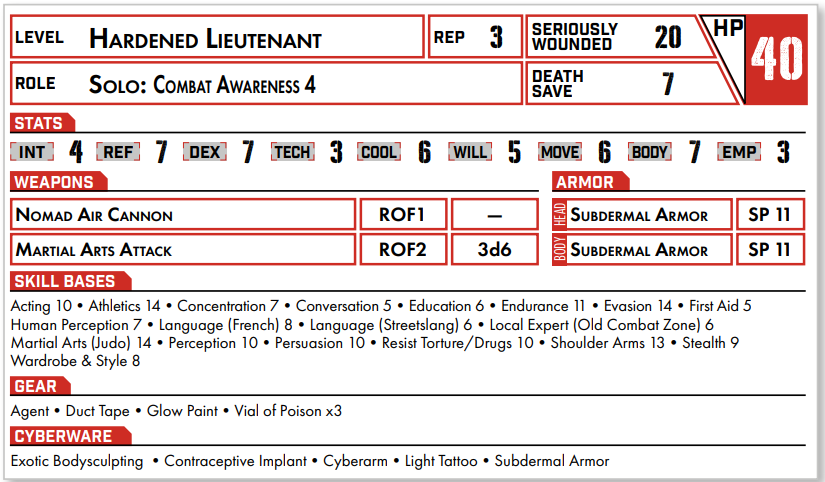 LEVEL HARDENED LIEUTENANT REP 3 SERIOUSLY WOUNDED 20 HP 40
ROLE SOLO: COMBAT AWARENESS 4 DEATH SAVE 7
STATS
INT 4 REF 7 DEX 7 TECH 3 COOL 6 WILL 5 MOVE 6 BODY 7 EMP 3
WEAPONS ARMOR
NOMAD AIR CANNON ROF1 — HEAD SUBDERMAL ARMOR SP 11
MARTIAL ARTS ATTACK ROF2 3d6 BODY SUBDERMAL ARMOR SP 11
SKILL BASES
Acting 10 • Athletics 14 • Concentration 7 • Conversation 5 • Education 6 • Endurance 11 • Evasion 14 • First Aid 5
Human Perception 7 • Language (French) 8 • Language (Streetslang) 6 • Local Expert (Old Combat Zone) 6
Martial Arts (Judo) 14 • Perception 10 • Persuasion 10 • Resist Torture/Drugs 10 • Shoulder Arms 13 • Stealth 9
Wardrobe & Style 8
GEAR
Agent • Duct Tape • Glow Paint • Vial of Poison x3
CYBERWARE
Exotic Bodysculpting • Contraceptive Implant • Cyberarm • Light Tattoo • Subdermal Armor